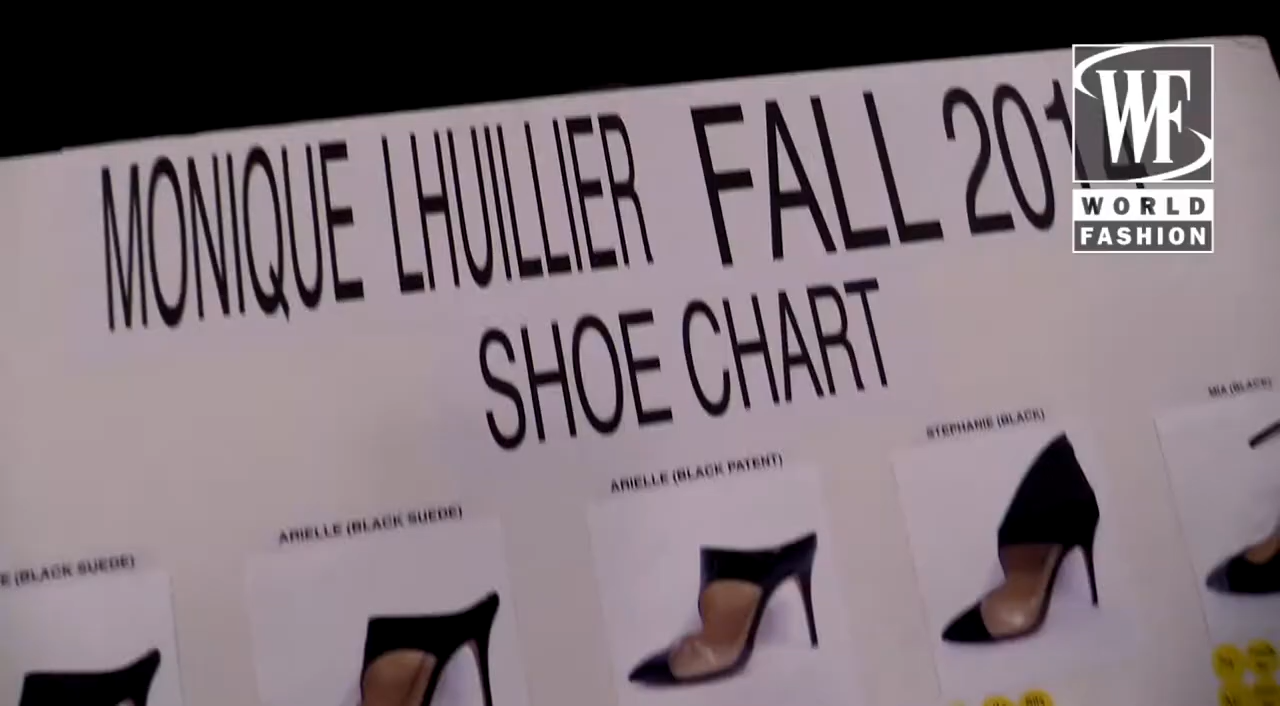 MONIQUE LHUILLIER FALL 201
SHOE CHART
WF
WORLD
FASHION
MIA (BLACK)
STEPHANIE (BLACK)
ARIELLE (BLACK PATENT)
ARIELLE (BLACK SUEDE)
E (BLACK SUEDE)